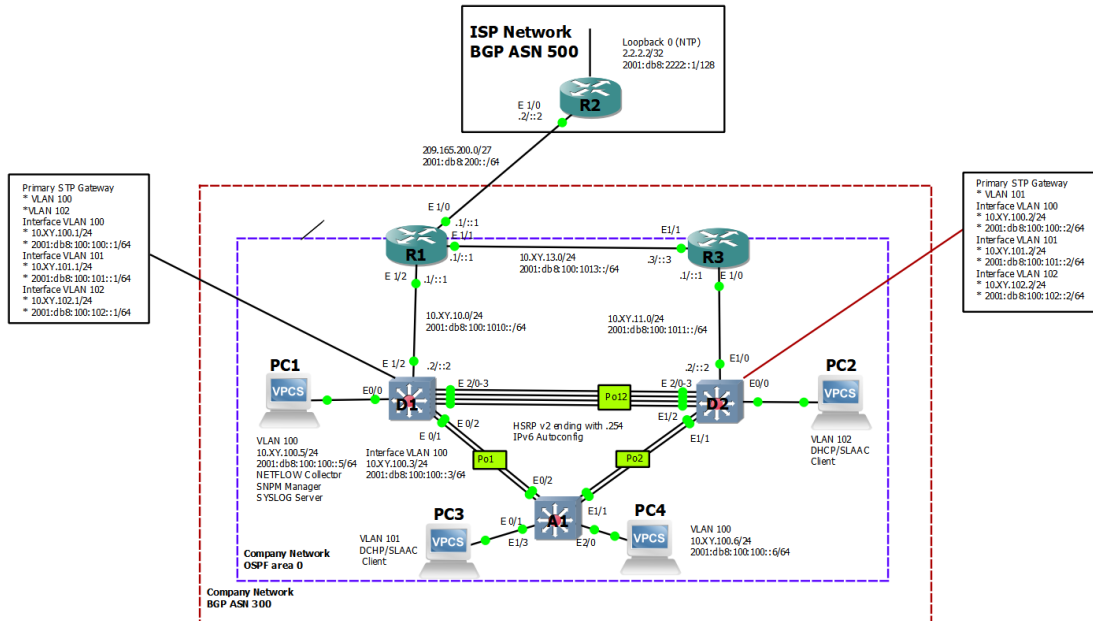 ISP Network
BGP ASN 500
Loopback 0 (NTP)
2.2.2.2/32
2001:db8:2222::1/128
R2
E 1/0
.2/::2
209.165.200.0/27
2001:db8:200::/64
Primary STP Gateway
* VLAN 100
*VLAN 102
Interface VLAN 100
* 10.XY.100.1/24
* 2001:db8:100:100::1/64
Interface VLAN 101
* 10.XY.101.1/24
* 2001:db8:100:101::1/64
Interface VLAN 102
* 10.XY.102.1/24
* 2001:db8:100:102::1/64
Primary STP Gateway
* VLAN 101
Interface VLAN 100
* 10.XY.100.2/24
* 2001:db8:100:100::2/64
Interface VLAN 101
* 10.XY.101.2/24
* 2001:db8:100:101::2/64
Interface VLAN 102
* 10.XY.102.2/24
* 2001:db8:100:102::2/64
E 1/0
.1/::1
R1
E 1/1
.1/::1
E 1/2
.1/::1
10.XY.13.0/24
2001:db8:100:1013::/64
E1/1
.3/::3
R3
.1/::1
E 1/0
10.XY.10.0/24
2001:db8:100:1010::/64
10.XY.11.0/24
2001:db8:100:1011::/64
E 1/2
.2/::2
E1/0
.2/::2
PC1
VPCS
E0/0
D1
E 2/0-3
Po12
E 2/0-3
D2
E0/0
PC2
VPCS
E 0/2
E 0/1
HSRP v2 ending with .254
IPv6 Autoconfig
E1/2
E1/1
VLAN 100
10.XY.100.5/24
2001:db8:100:100::5/64
NETFLOW Collector
SNPM Manager
SYSLOG Server
Interface VLAN 100
10.XY.100.3/24
2001:db8:100:100::3/64
Po1
Po2
VLAN 102
DHCP/SLAAC
Client
E0/2
E1/1
A1
E 0/1
E1/3
E2/0
PC3
VPCS
VLAN 101
DCHP/SLAAC
Client
PC4
VPCS
VLAN 100
10.XY.100.6/24
2001:db8:100:100::6/64
Company Network
OSPF area 0
Company Network
BGP ASN 300